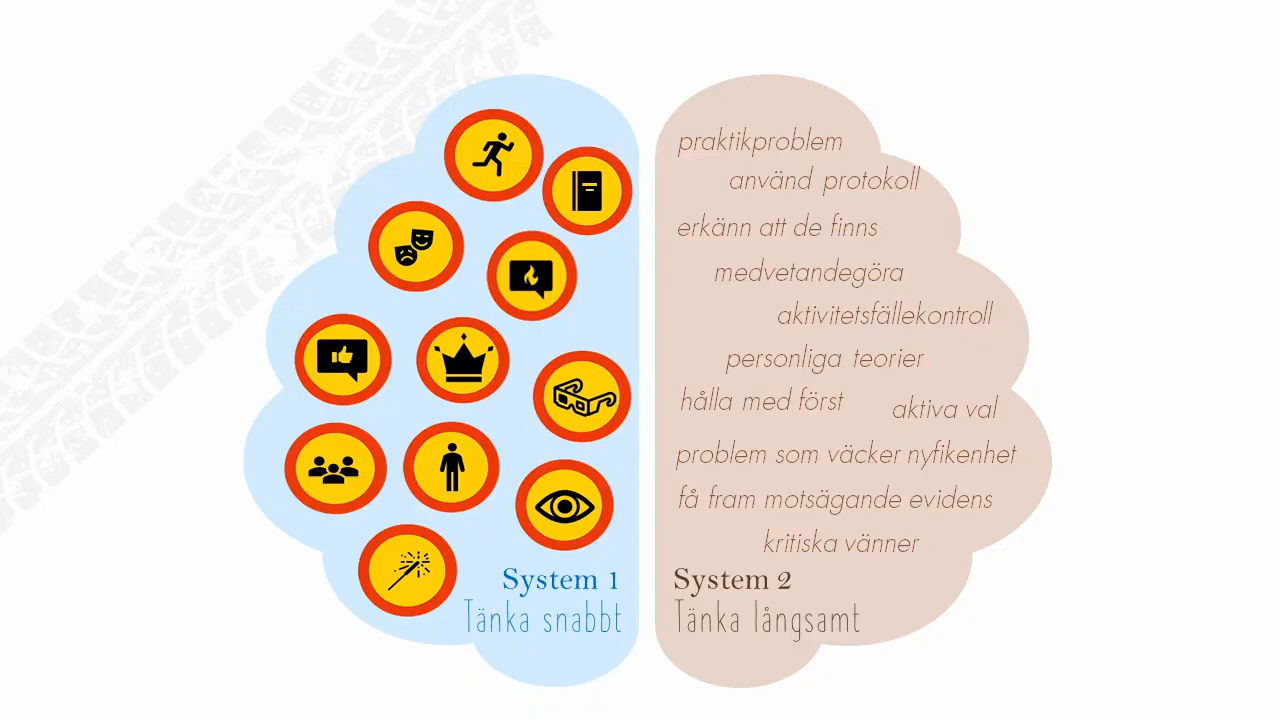 praktikproblem
använd protokoll
erkänn att de finns
medvetandegöra
aktivitetsfällekontroll
personliga teorier
hålla med först
aktiva val
problem som väcker nyfikenhet
få fram motsägande evidens
kritiska vänner
System 1
Tänka snabbt
System 2
Tänka långsamt